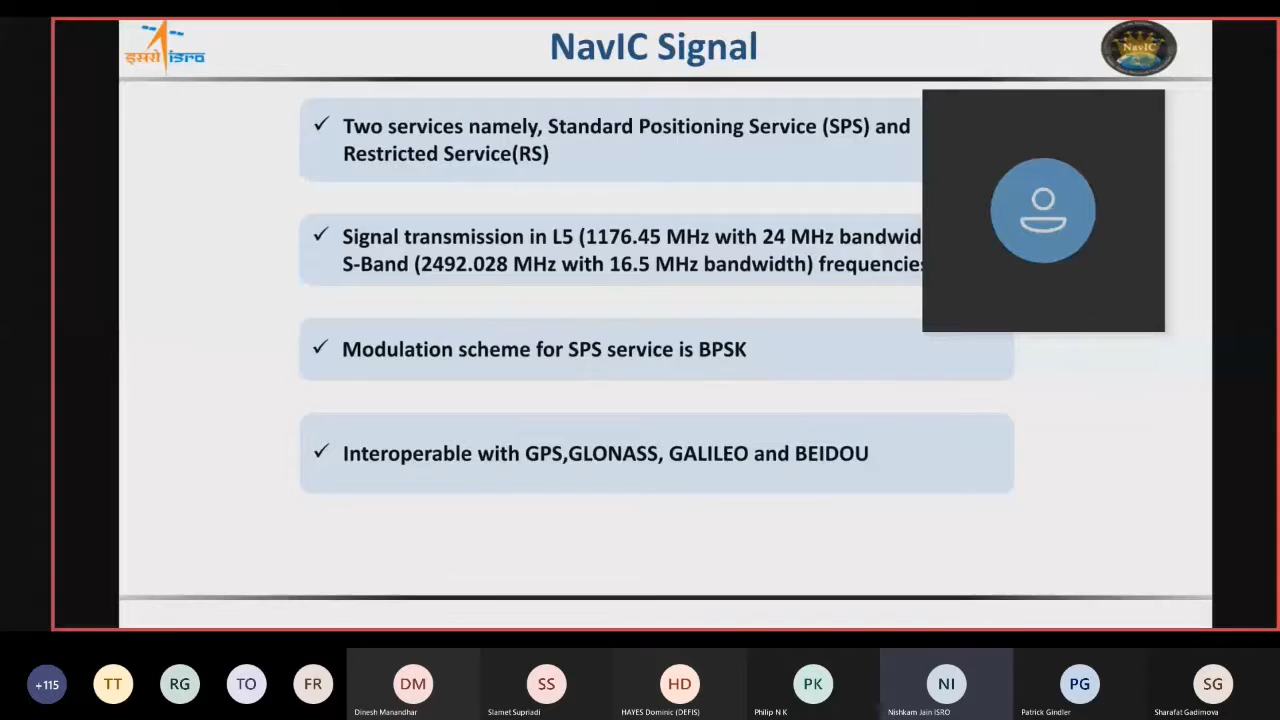 इसरो isro
NavIC Signal
NavIC
✓ Two services namely, Standard Positioning Service (SPS) and
Restricted Service(RS)
✓ Signal transmission in L5 (1176.45 MHz with 24 MHz bandwid
S-Band (2492.028 MHz with 16.5 MHz bandwidth) frequencies
✓ Modulation scheme for SPS service is BPSK
✓ Interoperable with GPS,GLONASS, GALILEO and BEIDOU
+115 TT RG TO FR DM SS HD PK NI PG SG
Dinesh Manandhar Slamet Supriadi HAYES Dominic (DEFIS) Philip N K Nishkam Jain ISRO Patrick Gindler Sharafat Gadimova